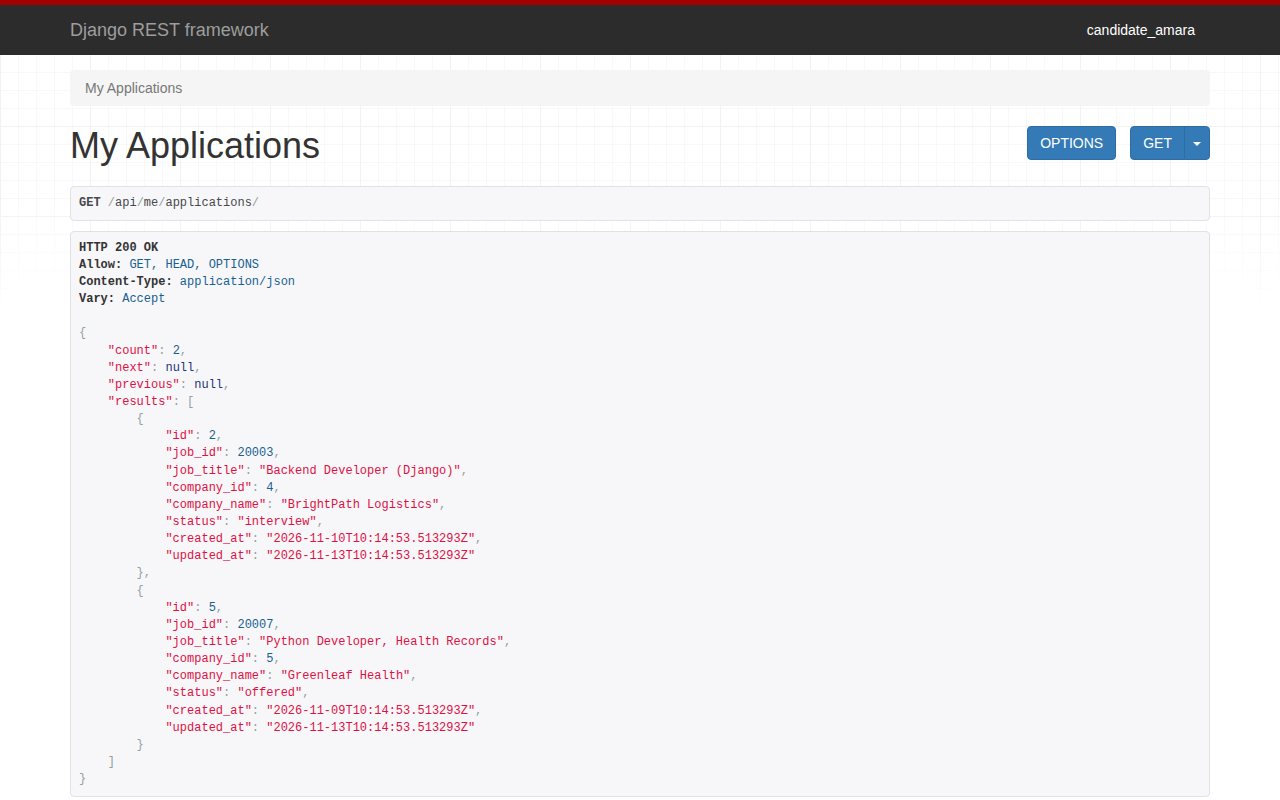 Django REST framework
candidate_amara
My Applications
My Applications
OPTIONS
GET
GET /api/me/applications/
HTTP 200 OK
Allow: GET, HEAD, OPTIONS
Content-Type: application/json
Vary: Accept
{
    "count": 2,
    "next": null,
    "previous": null,
    "results": [
        {
            "id": 2,
            "job_id": 20003,
            "job_title": "Backend Developer (Django)",
            "company_id": 4,
            "company_name": "BrightPath Logistics",
            "status": "interview",
            "created_at": "2026-11-10T10:14:53.513293Z",
            "updated_at": "2026-11-13T10:14:53.513293Z"
        },
        {
            "id": 5,
            "job_id": 20007,
            "job_title": "Python Developer, Health Records",
            "company_id": 5,
            "company_name": "Greenleaf Health",
            "status": "offered",
            "created_at": "2026-11-09T10:14:53.513293Z",
            "updated_at": "2026-11-13T10:14:53.513293Z"
        }
    ]
}